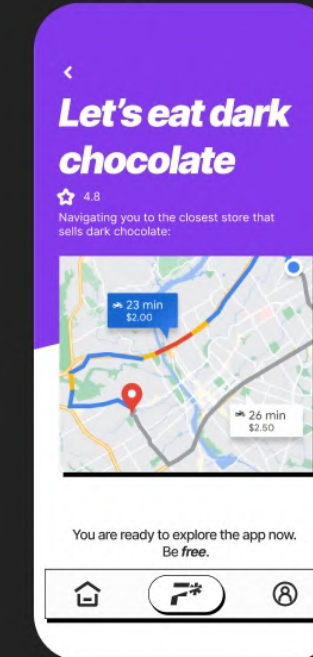 Let's eat dark
chocolate
4.8
Navigating you to the closest store that
sells dark chocolate:
23 min
$2.00
26 min
$2.50
You are ready to explore the app now.
Be free.